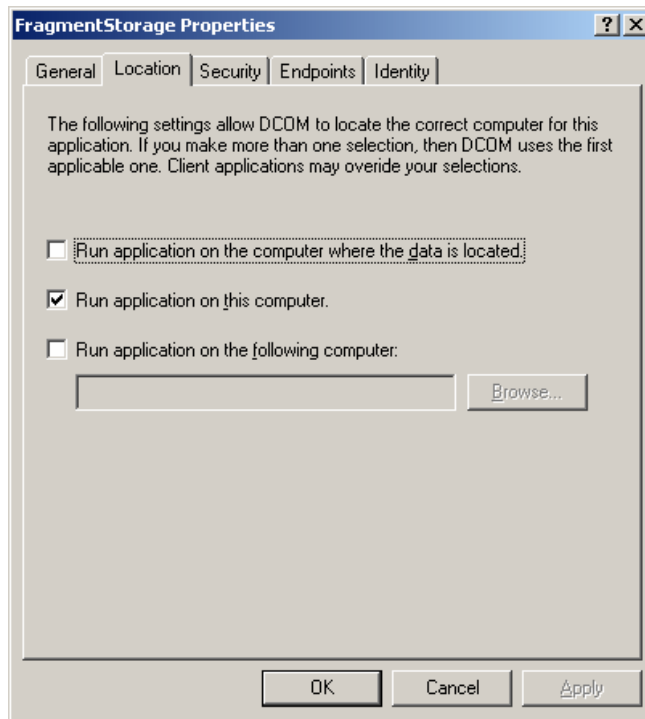 FragmentStorage Properties
General Location Security Endpoints Identity
The following settings allow DCOM to locate the correct computer for this
application. If you make more than one selection, then DCOM uses the first
applicable one. Client applications may overide your selections.
Run application on the computer where the data is located.
Run application on this computer.
Run application on the following computer:
Browse...
OK Cancel Apply